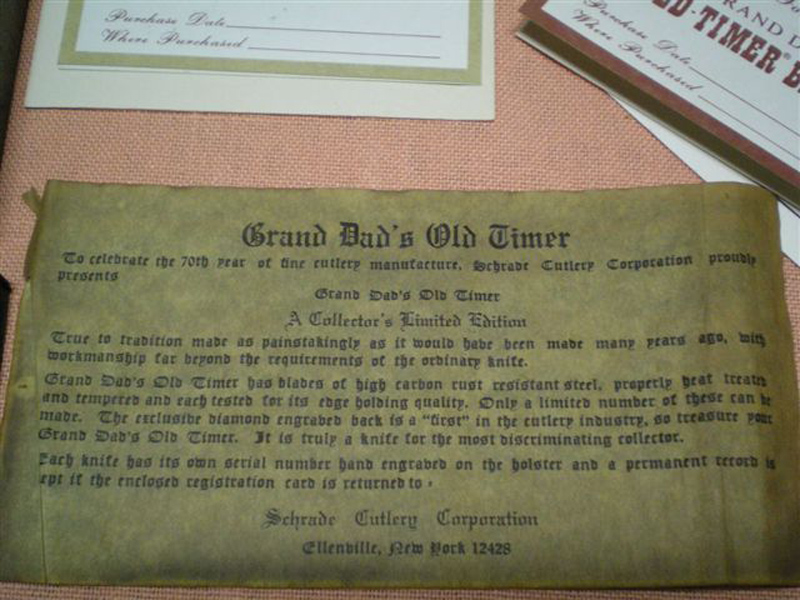 Purchase Date
Where Purchased
GRAND D
LD-TIMER
Purchase Date
Where Purchased
Grand Dad's Old Timer
To celebrate the 70th year of fine cutlery manufacture, Schrade Cutlery Corporation proudly
presents
Grand Dad's Old Timer
A Collector's Limited Edition
True to tradition made as painstakingly as it would have been made many years ago, with
workmanship far beyond the requirements of the ordinary knife.
Grand Dad's Old Timer has blades of high carbon rust resistant steel, properly heat treated
and tempered and each tested for its edge holding quality. Only a limited number of these can be
made. The exclusive diamond engraved back is a "first" in the cutlery industry, so treasure your
Grand Dad's Old Timer. It is truly a knife for the most discriminating collector.
Each knife has its own serial number hand engraved on the bolster and a permanent record is
ept if the enclosed registration card is returned to :
Schrade Cutlery Corporation
Ellenville, New York 12428